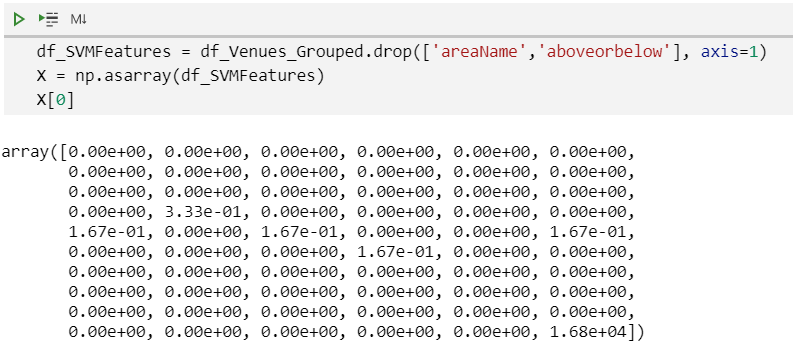 M↓
df_SVMFeatures = df_Venues_Grouped.drop(['areaName','aboveorbelow'], axis=1)
X = np.asarray(df_SVMFeatures)
X[0]
array([0.00e+00, 0.00e+00, 0.00e+00, 0.00e+00, 0.00e+00, 0.00e+00,
0.00e+00, 0.00e+00, 0.00e+00, 0.00e+00, 0.00e+00, 0.00e+00,
0.00e+00, 0.00e+00, 0.00e+00, 0.00e+00, 0.00e+00, 0.00e+00,
0.00e+00, 3.33e-01, 0.00e+00, 0.00e+00, 0.00e+00, 0.00e+00,
1.67e-01, 0.00e+00, 1.67e-01, 0.00e+00, 0.00e+00, 1.67e-01,
0.00e+00, 0.00e+00, 0.00e+00, 1.67e-01, 0.00e+00, 0.00e+00,
0.00e+00, 0.00e+00, 0.00e+00, 0.00e+00, 0.00e+00, 0.00e+00,
0.00e+00, 0.00e+00, 0.00e+00, 0.00e+00, 0.00e+00, 0.00e+00,
0.00e+00, 0.00e+00, 0.00e+00, 0.00e+00, 0.00e+00, 0.00e+00,
0.00e+00, 0.00e+00, 0.00e+00, 0.00e+00, 0.00e+00, 1.68e+04])